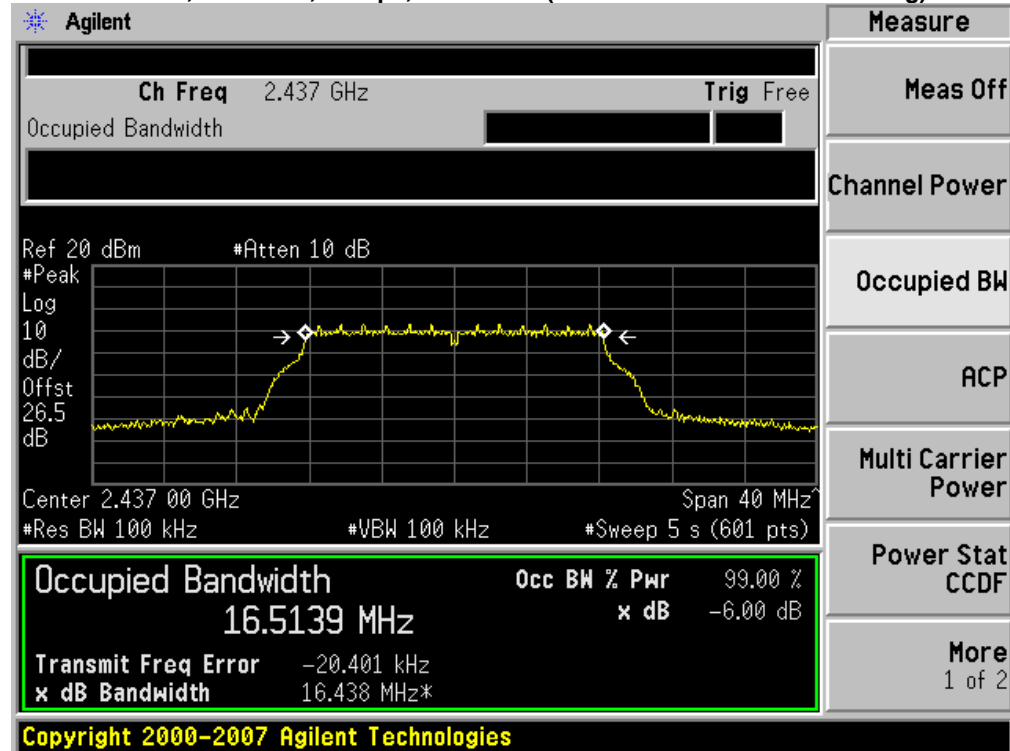 Agilent
Measure
Ch Freq 2.437 GHz Trig Free
Occupied Bandwidth
Meas Off
Channel Power
Occupied BW
ACP
Multi Carrier
Power
Power Stat
CCDF
More
1 of 2
Ref 20 dBm #Atten 10 dB
#Peak
Log
10
dB/
Offst
26.5
dB
Center 2.437 00 GHz Span 40 MHz^
#Res BW 100 kHz #VBW 100 kHz #Sweep 5 s (601 pts)
Occupied Bandwidth Occ BW % Pwr 99.00 %
16.5139 MHz x dB -6.00 dB
Transmit Freq Error -20.401 kHz
x dB Bandwidth 16.438 MHz*
Copyright 2000-2007 Agilent Technologies